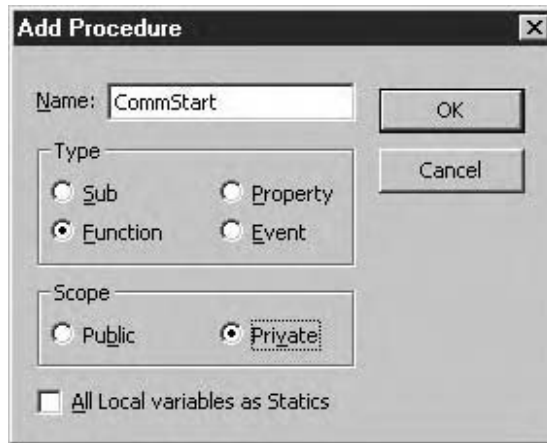 Add Procedure
Name: CommStart
OK
Cancel
Type
Sub
Property
Function
Event
Scope
Public
Private
All Local variables as Statics